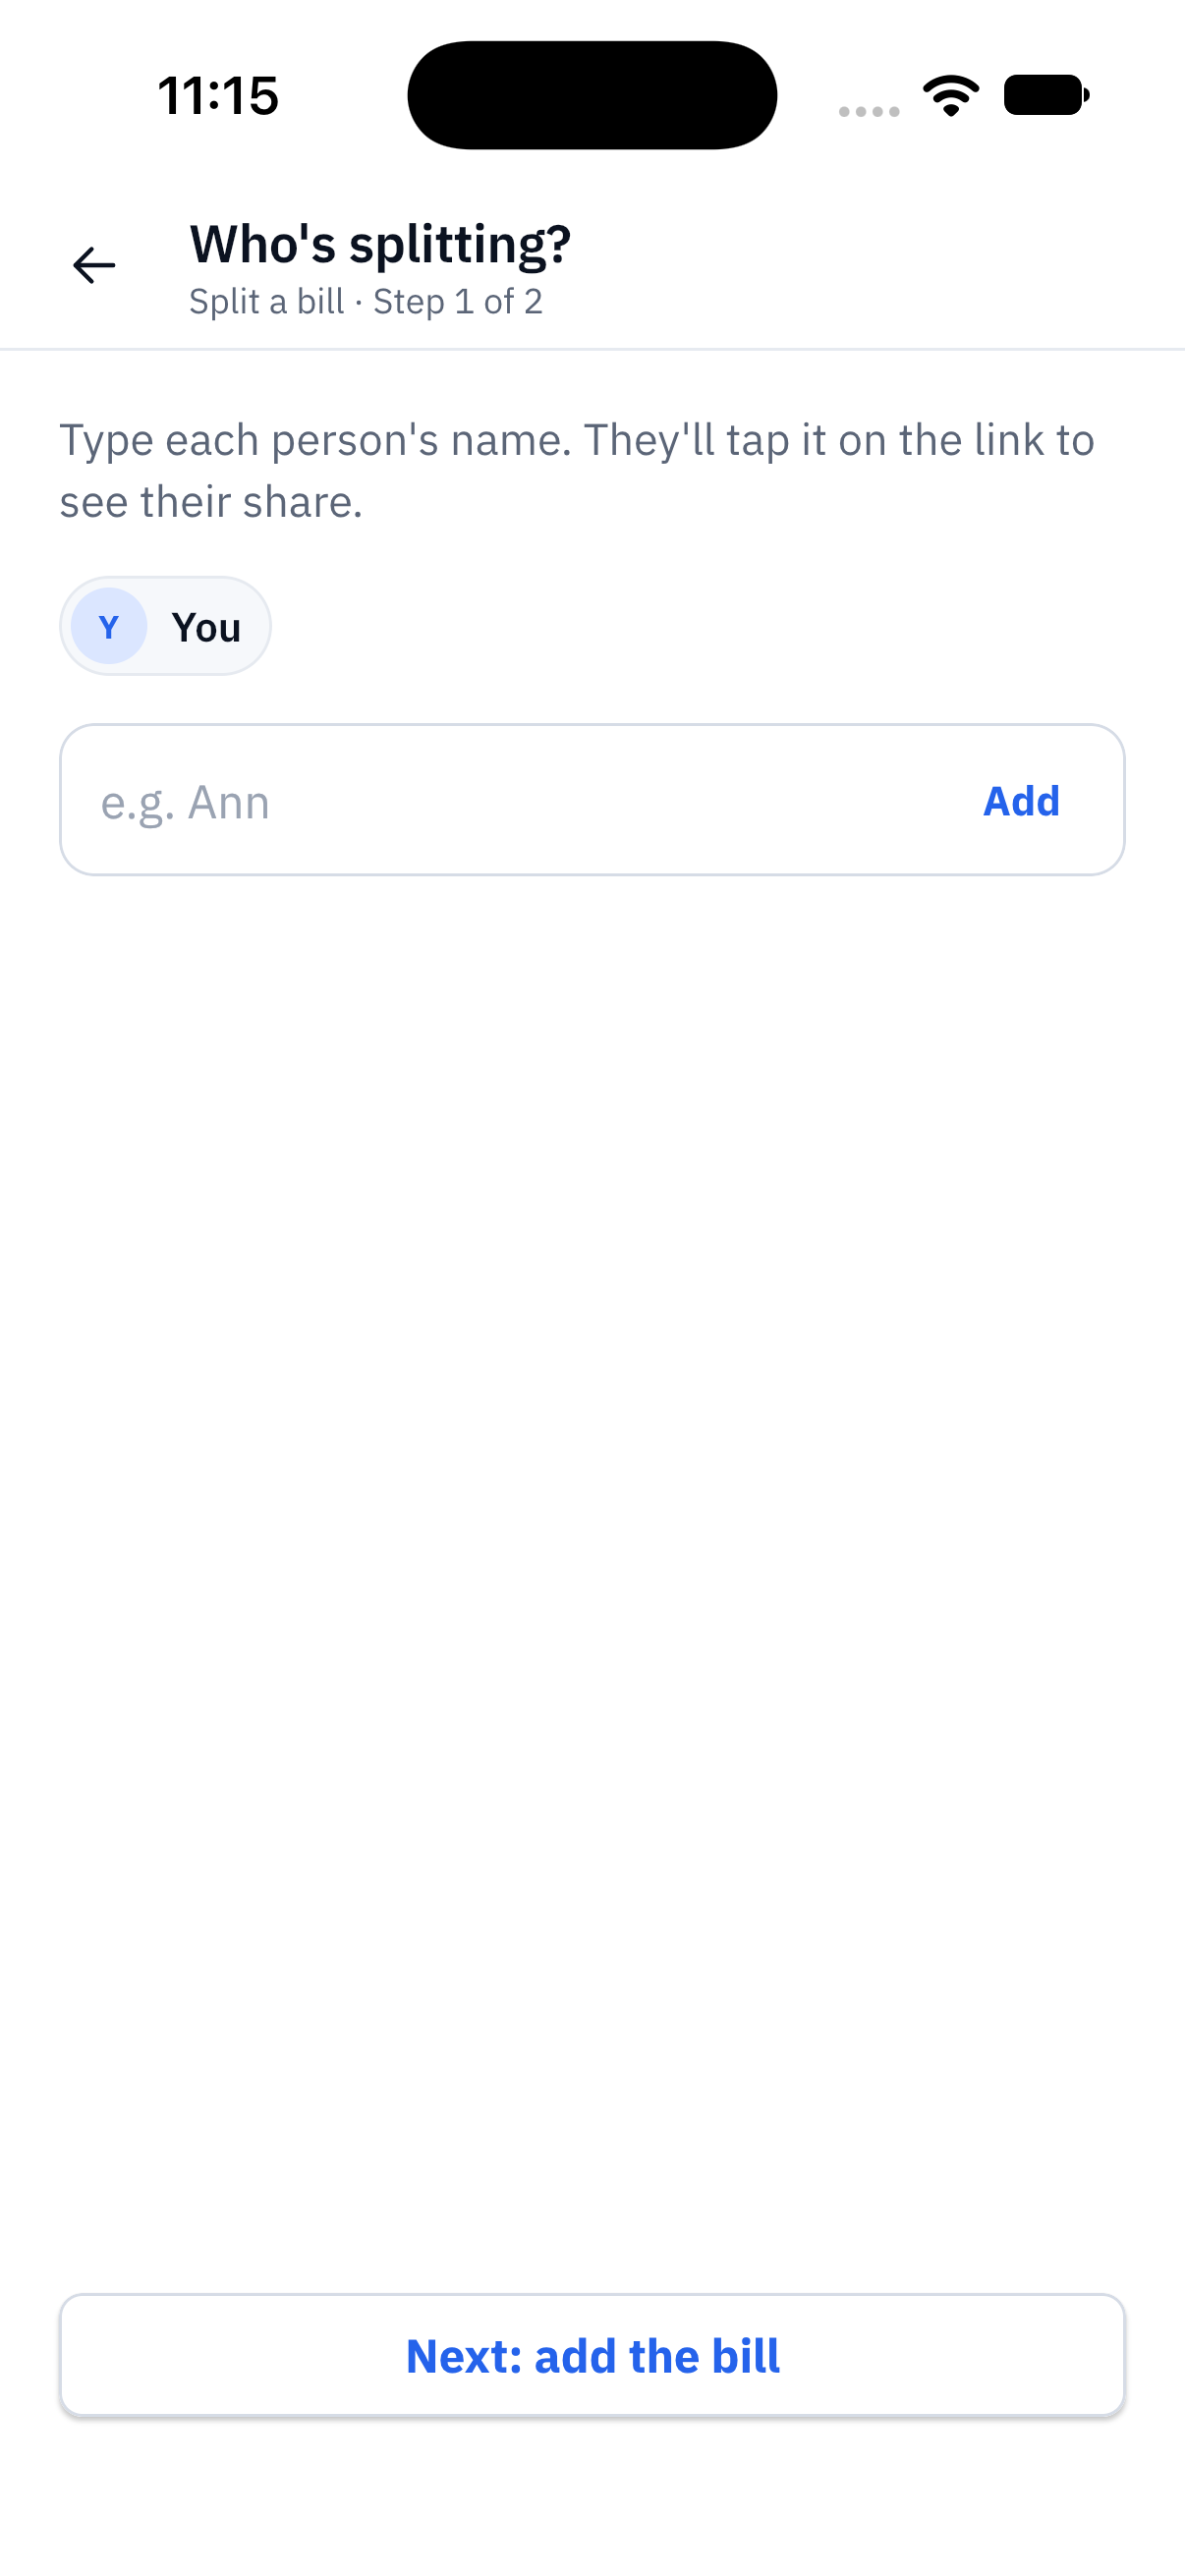 11:15
Who's splitting?
Split a bill · Step 1 of 2
Type each person's name. They'll tap it on the link to
see their share.
Y You
e.g. Ann Add
Next: add the bill